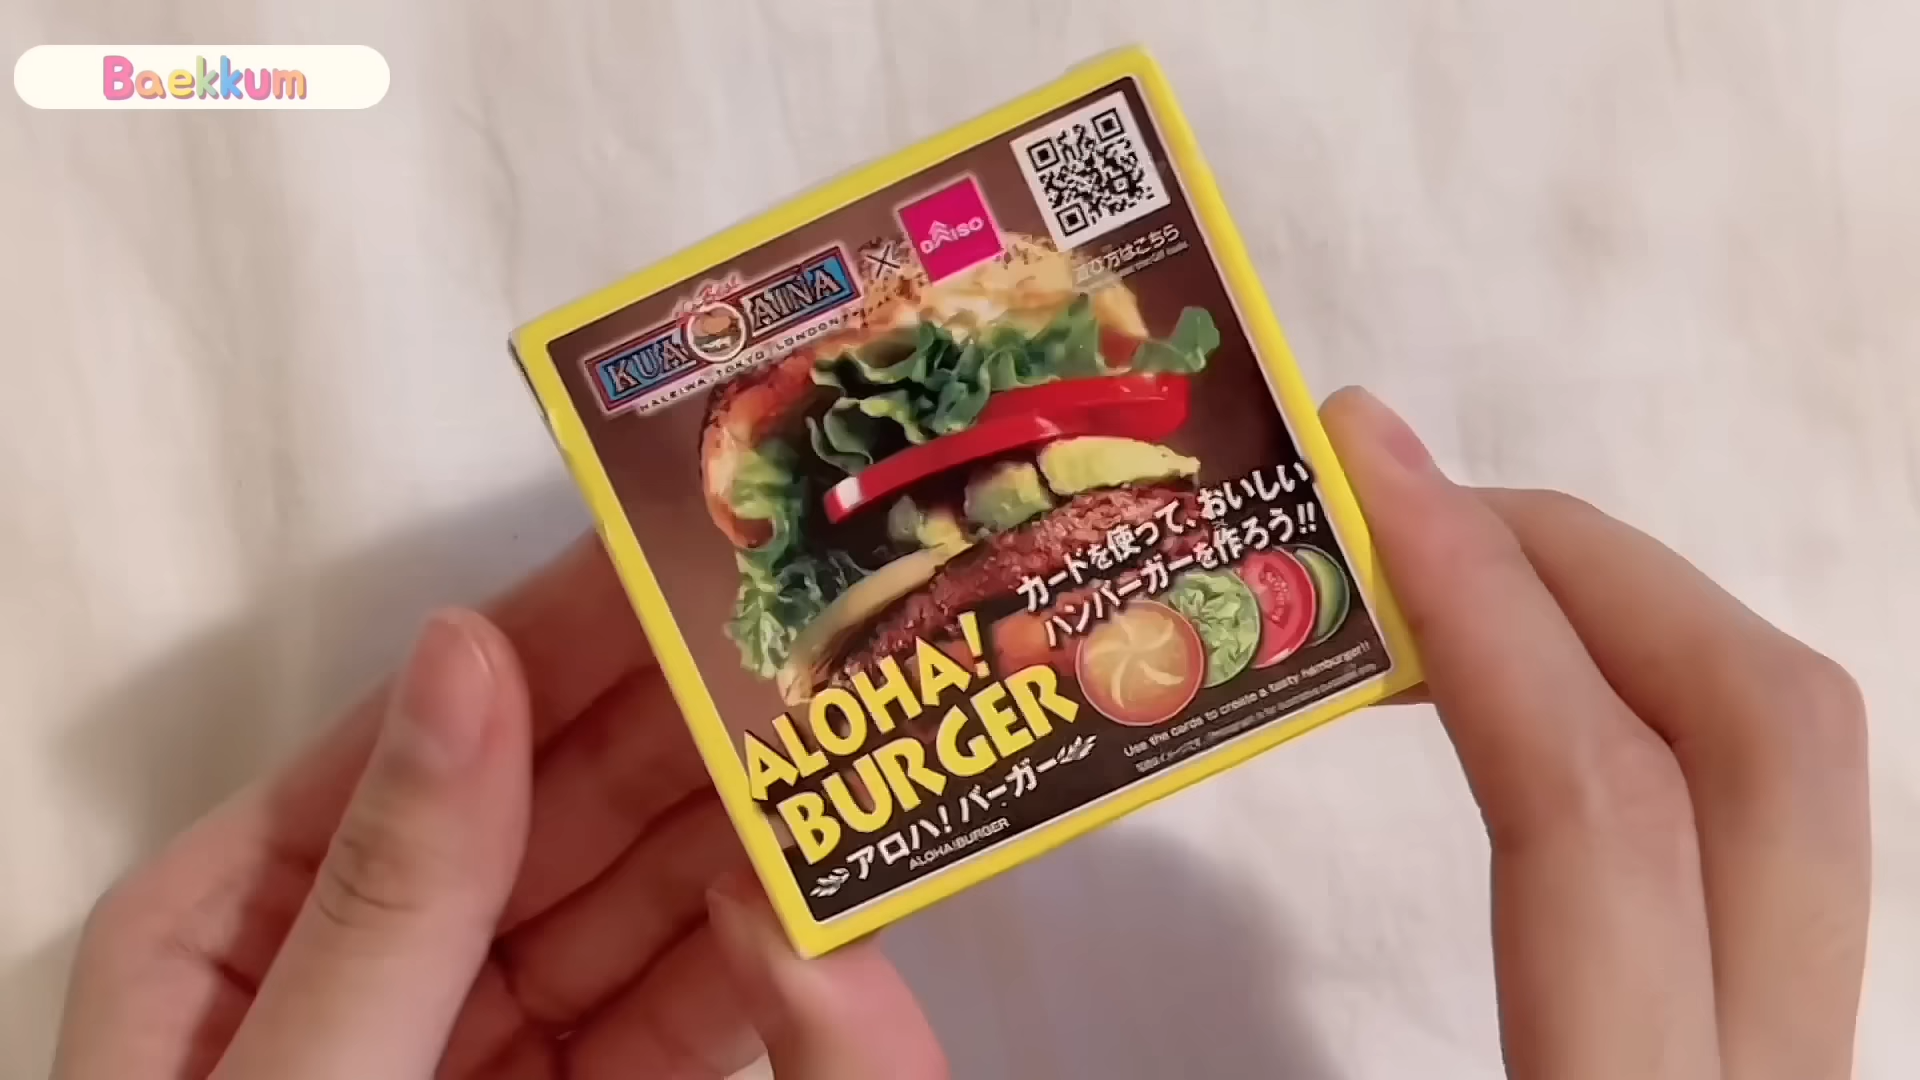 Baekkum
KUA AINA
HALEIWA・TOKYO・LONDON
×
DAISO
遊び方はこちら
カードを使って、おいしい
ハンバーガーを作ろう!!
ALOHA!
BURGER
アロハ!バーガー
ALOHA!BURGER
Use the cards to create a tasty hamburger!!